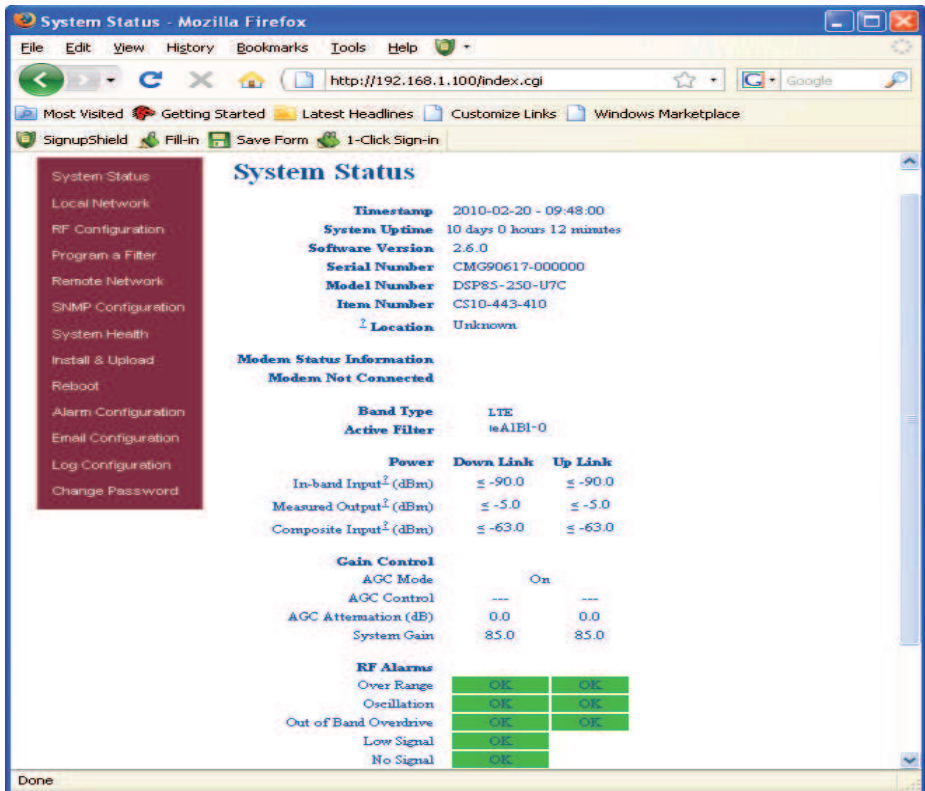 System Status - Mozilla Firefox
File Edit View History Bookmarks Tools Help
http://192.168.1.100/index.cgi
G Google
Most Visited Getting Started Latest Headlines Customize Links Windows Marketplace
SignupShield Fill-in Save Form 1-Click Sign-in
System Status
Local Network
RF Configuration
Program a Filter
Remote Network
SNMP Configuration
System Health
Install & Upload
Reboot
Alarm Configuration
Email Configuration
Log Configuration
Change Password
System Status
Timestamp 2010-02-20 - 09:48:00
System Uptime 10 days 0 hours 12 minutes
Software Version 2.6.0
Serial Number CMG90617-000000
Model Number DSP85-250-U7C
Item Number CS10-443-410
? Location Unknown
Modem Status Information
Modem Not Connected
Band Type LTE
Active Filter leA1B1-0
Power Down Link Up Link
In-band Input? (dBm) ≤ -90.0 ≤ -90.0
Measured Output? (dBm) ≤ -5.0 ≤ -5.0
Composite Input? (dBm) ≤ -63.0 ≤ -63.0
Gain Control
AGC Mode On
AGC Control --- ---
AGC Attenuation (dB) 0.0 0.0
System Gain 85.0 85.0
RF Alarms
Over Range OK OK
Oscillation OK OK
Out of Band Overdrive OK OK
Low Signal OK
No Signal OK
Done